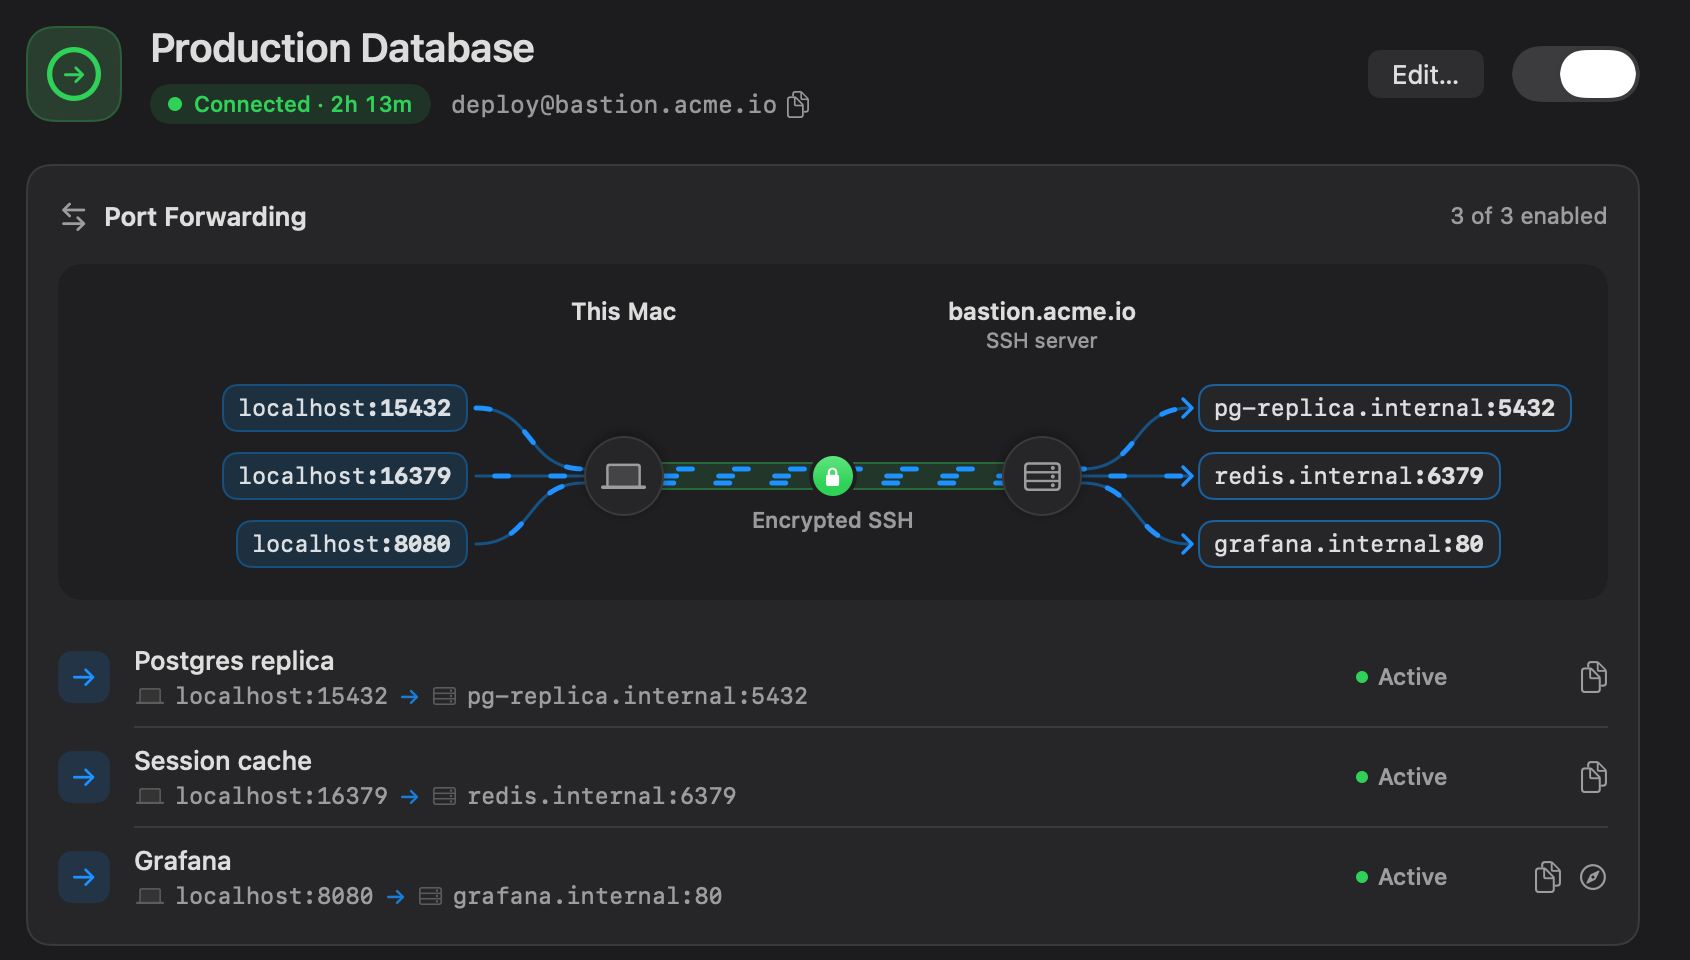 Production Database
Connected · 2h 13m
deploy@bastion.acme.io
Edit...
Port Forwarding
3 of 3 enabled
This Mac
bastion.acme.io
SSH server
localhost:15432
pg-replica.internal:5432
localhost:16379
redis.internal:6379
Encrypted SSH
localhost:8080
grafana.internal:80
Postgres replica
localhost:15432 → pg-replica.internal:5432
Active
Session cache
localhost:16379 → redis.internal:6379
Active
Grafana
localhost:8080 → grafana.internal:80
Active